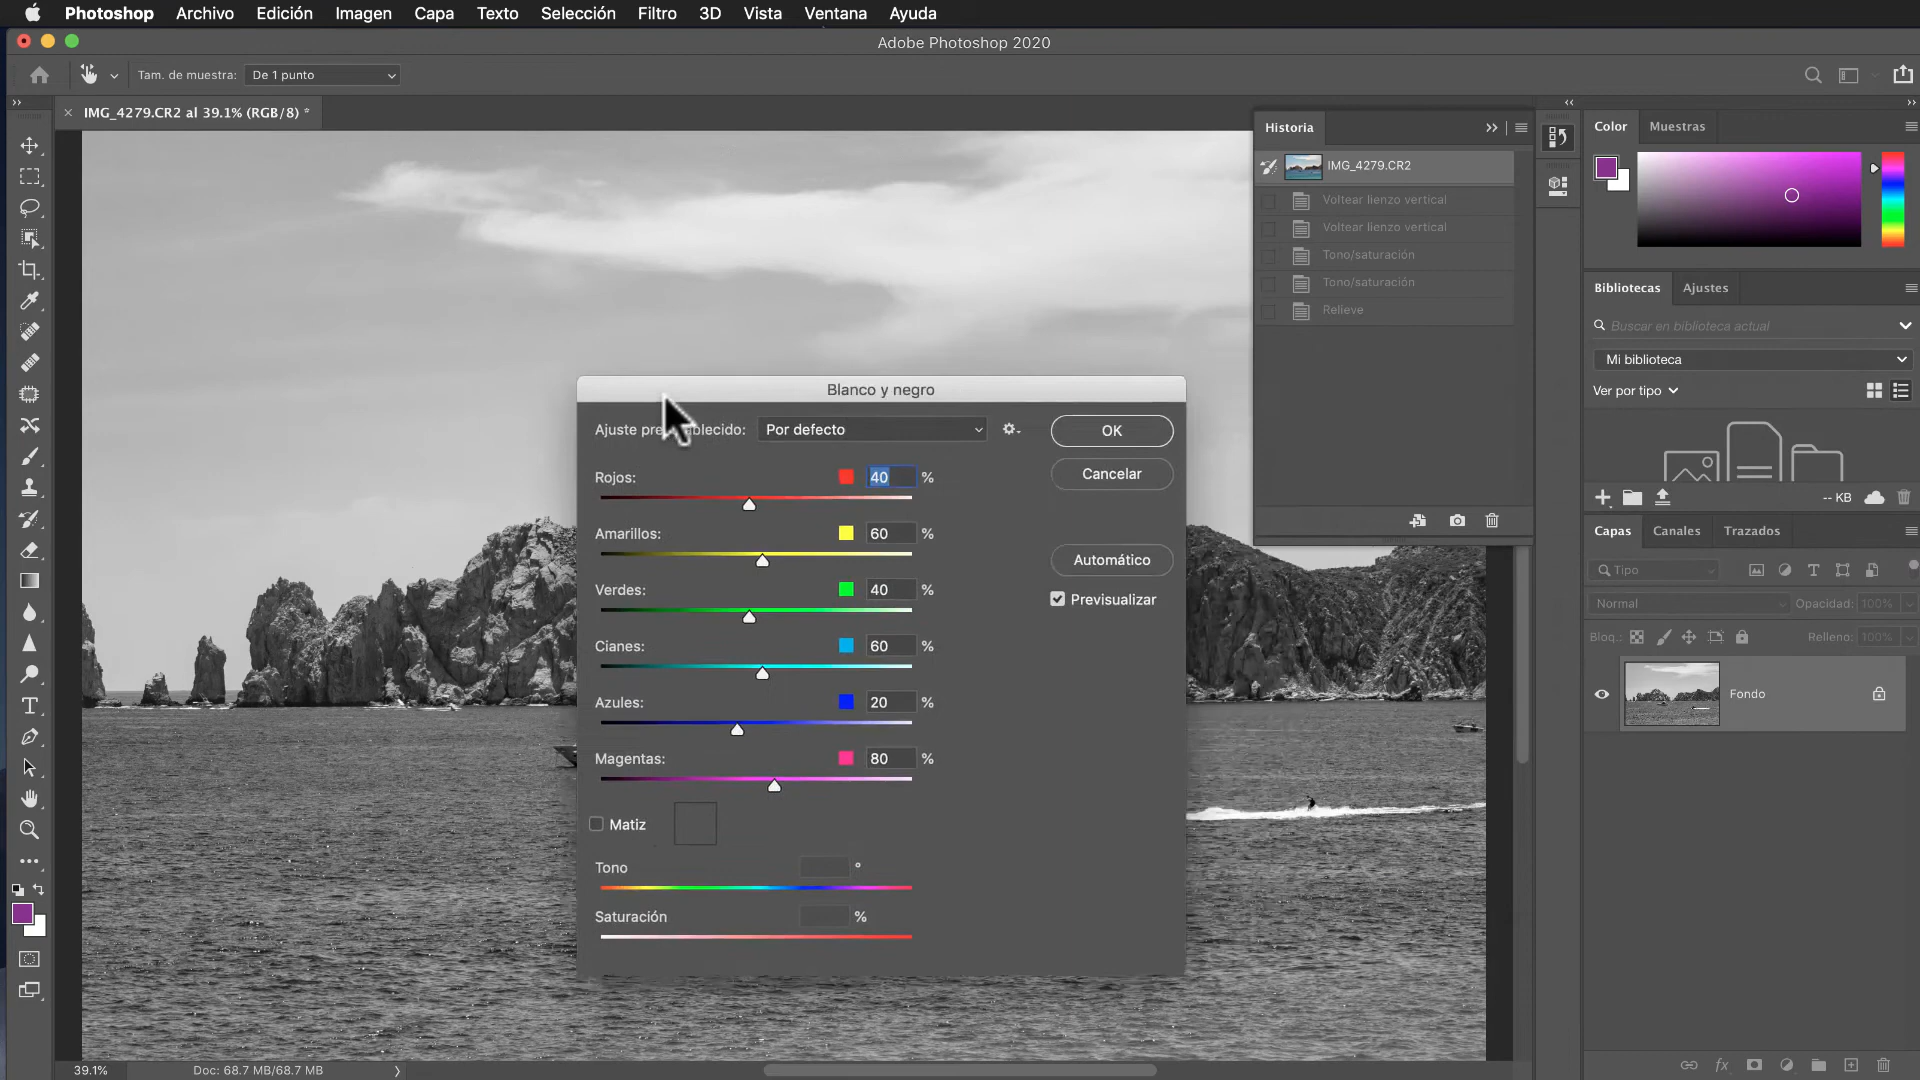 Photoshop Archivo Edición Imagen Capa Texto Selección Filtro 3D Vista Ventana Ayuda
Adobe Photoshop 2020
Tam. de muestra: De 1 punto
IMG_4279.CR2 al 39.1% (RGB/8) *
Historia
IMG_4279.CR2
Voltear lienzo vertical
Voltear lienzo vertical
Tono/saturación
Tono/saturación
Relieve
Color Muestras
Bibliotecas Ajustes
Buscar en biblioteca actual
Mi biblioteca
Ver por tipo
-- KB
Capas Canales Trazados
Tipo
Normal Opacidad: 100%
Bloq.: Relleno: 100%
Fondo
Blanco y negro
Por defecto
OK
Rojos: 40 %
Cancelar
Amarillos: 60 %
Automático
Verdes: 40 %
Previsualizar
Cianes: 60 %
Azules: 20 %
Magentas: 80 %
Matiz
Tono °
Saturación %
39.1% Doc: 68.7 MB/68.7 MB
fx